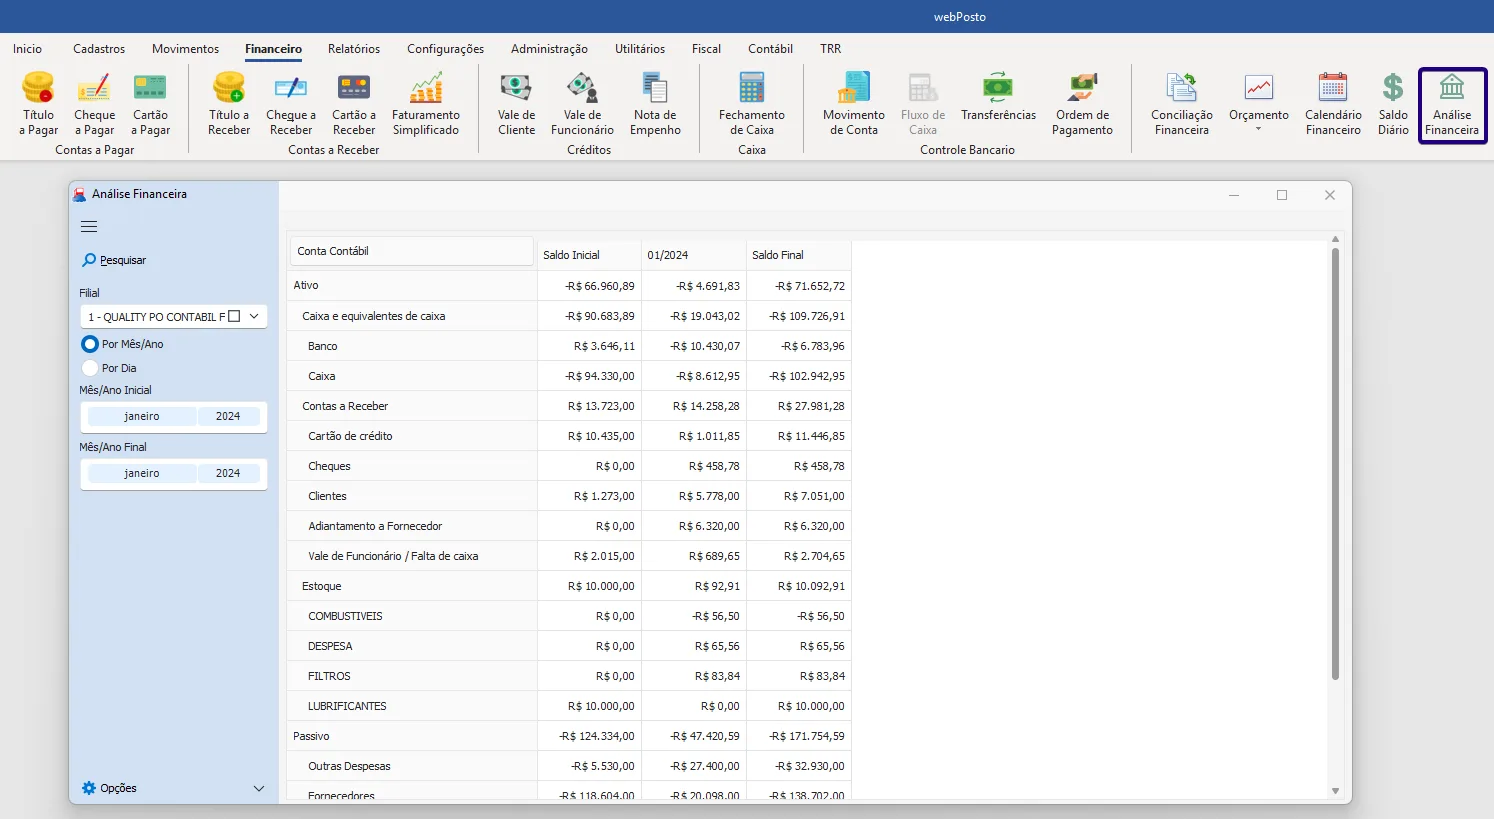 webPosto
Inicio Cadastros Movimentos Financeiro Relatórios Configurações Administração Utilitários Fiscal Contábil TRR
Título a Pagar
Cheque a Pagar
Cartão a Pagar
Contas a Pagar
Título a Receber
Cheque a Receber
Cartão a Receber
Faturamento Simplificado
Contas a Receber
Vale de Cliente
Vale de Funcionário
Nota de Empenho
Créditos
Fechamento de Caixa
Caixa
Movimento de Conta
Fluxo de Caixa
Transferências
Ordem de Pagamento
Controle Bancario
Conciliação Financeira
Orçamento
Calendário Financeiro
Saldo Diário
Análise Financeira
Análise Financeira
Pesquisar
Filial
1 - QUALITY PO CONTABIL F
Por Mês/Ano
Por Dia
Mês/Ano Inicial
janeiro 2024
Mês/Ano Final
janeiro 2024
Opções
Conta Contábil Saldo Inicial 01/2024 Saldo Final
Ativo -R$ 66.960,89 -R$ 4.691,83 -R$ 71.652,72
Caixa e equivalentes de caixa -R$ 90.683,89 -R$ 19.043,02 -R$ 109.726,91
Banco R$ 3.646,11 -R$ 10.430,07 -R$ 6.783,96
Caixa -R$ 94.330,00 -R$ 8.612,95 -R$ 102.942,95
Contas a Receber R$ 13.723,00 R$ 14.258,28 R$ 27.981,28
Cartão de crédito R$ 10.435,00 R$ 1.011,85 R$ 11.446,85
Cheques R$ 0,00 R$ 458,78 R$ 458,78
Clientes R$ 1.273,00 R$ 5.778,00 R$ 7.051,00
Adiantamento a Fornecedor R$ 0,00 R$ 6.320,00 R$ 6.320,00
Vale de Funcionário / Falta de caixa R$ 2.015,00 R$ 689,65 R$ 2.704,65
Estoque R$ 10.000,00 R$ 92,91 R$ 10.092,91
COMBUSTIVEIS R$ 0,00 -R$ 56,50 -R$ 56,50
DESPESA R$ 0,00 R$ 65,56 R$ 65,56
FILTROS R$ 0,00 R$ 83,84 R$ 83,84
LUBRIFICANTES R$ 10.000,00 R$ 0,00 R$ 10.000,00
Passivo -R$ 124.334,00 -R$ 47.420,59 -R$ 171.754,59
Outras Despesas -R$ 5.530,00 -R$ 27.400,00 -R$ 32.930,00
Fornecedores -R$ 118.604,00 -R$ 20.098,00 -R$ 138.702,00